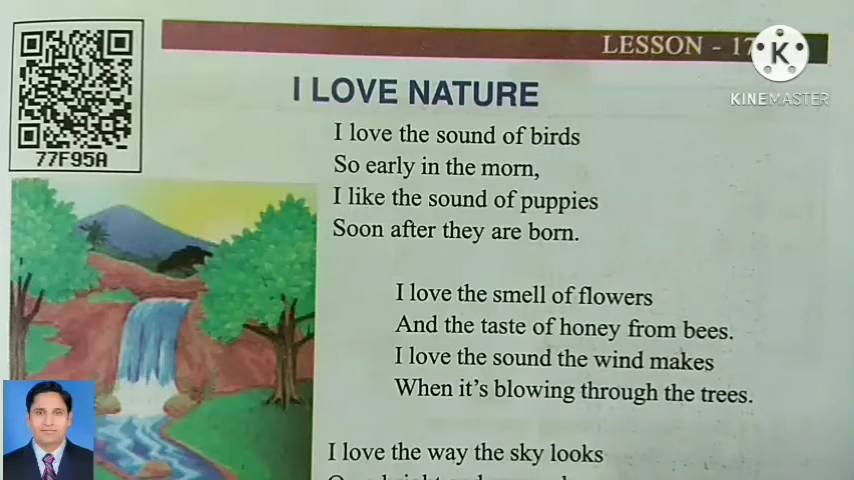 LESSON - 17
KINEMASTER
I LOVE NATURE
77F95A
I love the sound of birds
So early in the morn,
I like the sound of puppies
Soon after they are born.
I love the smell of flowers
And the taste of honey from bees.
I love the sound the wind makes
When it's blowing through the trees.
I love the way the sky looks